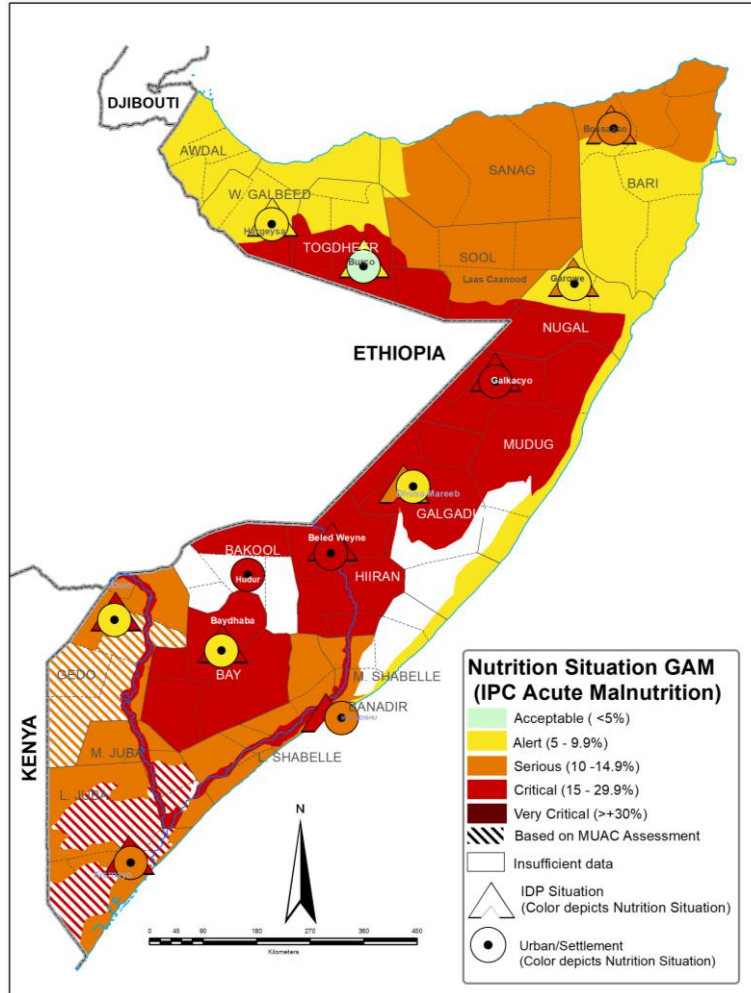 DJIBOUTI
AWDAL
W. GALBEED
Hargeysa
TOGDHEER
Burco
SANAG
SOOL
Laas Caanood
BARI
Garowe
NUGAL
ETHIOPIA
Galkacyo
MUDUG
Dhusa Mareeb
GALGADI
Beled Weyne
BAKOOL
Hudur
HIIRAN
Baydhaba
BAY
GEDO
M. SHABELLE
BANADIR
L. SHABELLE
M. JUBA
L. JUBA
KENYA
N
0 45 90 180 270 360 450
Kilometers
Nutrition Situation GAM
(IPC Acute Malnutrition)
Acceptable ( <5%)
Alert (5 - 9.9%)
Serious (10 -14.9%)
Critical (15 - 29.9%)
Very Critical (>+30%)
Based on MUAC Assessment
Insufficient data
IDP Situation
(Color depicts Nutrition Situation)
Urban/Settlement
(Color depicts Nutrition Situation)